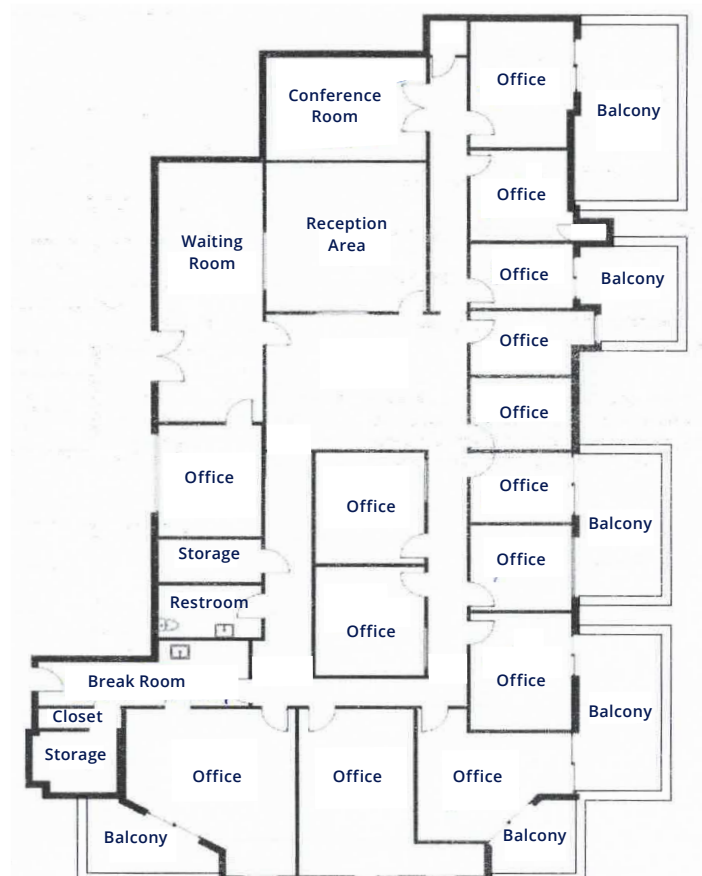 Office
Balcony
Conference
Room
Office
Waiting
Room
Reception
Area
Office
Balcony
Office
Office
Office
Office
Office
Balcony
Storage
Office
Restroom
Office
Break Room
Office
Balcony
Closet
Storage
Office
Office
Office
Balcony
Balcony